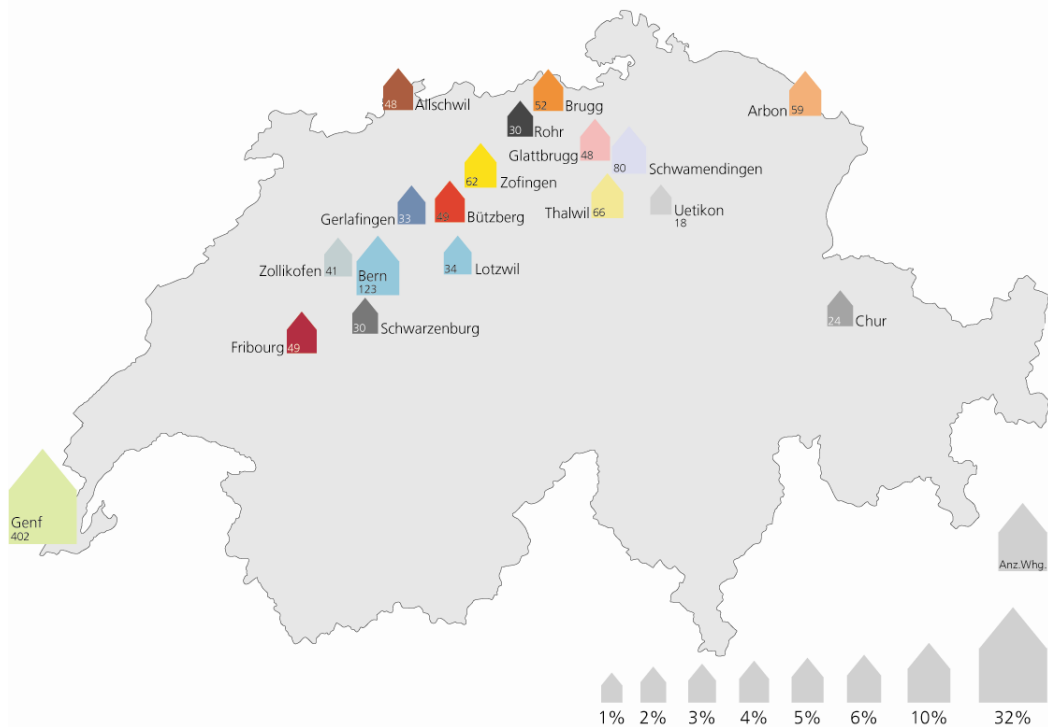 48 Allschwil
52 Brugg
Arbon 59
30 Rohr
Glattbrugg 48
80 Schwamendingen
62 Zofingen
Thalwil 66
Uetikon
18
Gerlafingen 33
49 Bützberg
Zollikofen 41
Bern
123
34 Lotzwil
30 Schwarzenburg
24 Chur
Fribourg 49
Genf
402
Anz.Whg.
1% 2% 3% 4% 5% 6% 10% 32%